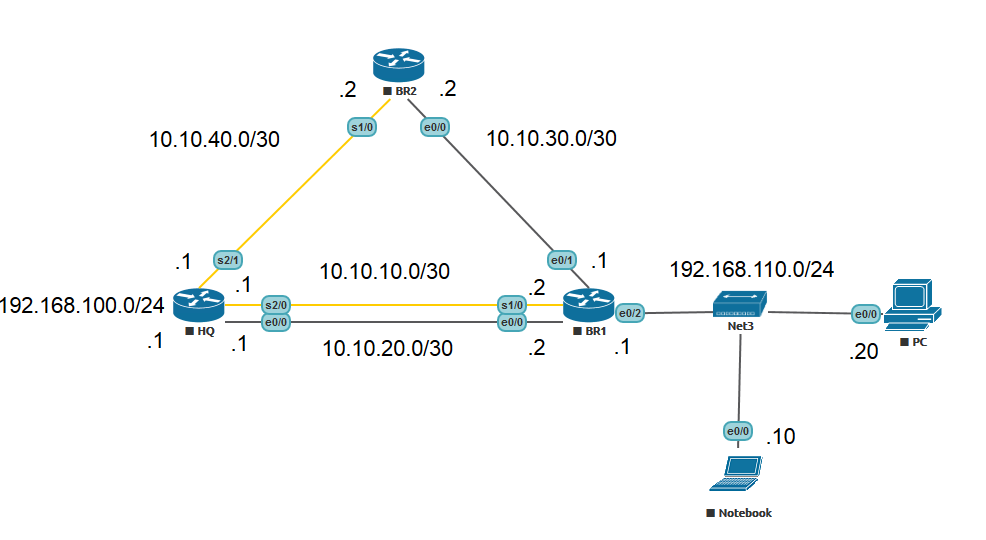 BR2
.2
.2
s1/0
e0/0
10.10.40.0/30
10.10.30.0/30
.1
s2/1
e0/1
.1
10.10.10.0/30
192.168.110.0/24
.1
.2
192.168.100.0/24
s2/0
s1/0
e0/2
e0/0
HQ
e0/0
e0/0
BR1
Net3
PC
.1
.1
10.10.20.0/30
.2
.1
.20
e0/0
.10
Notebook